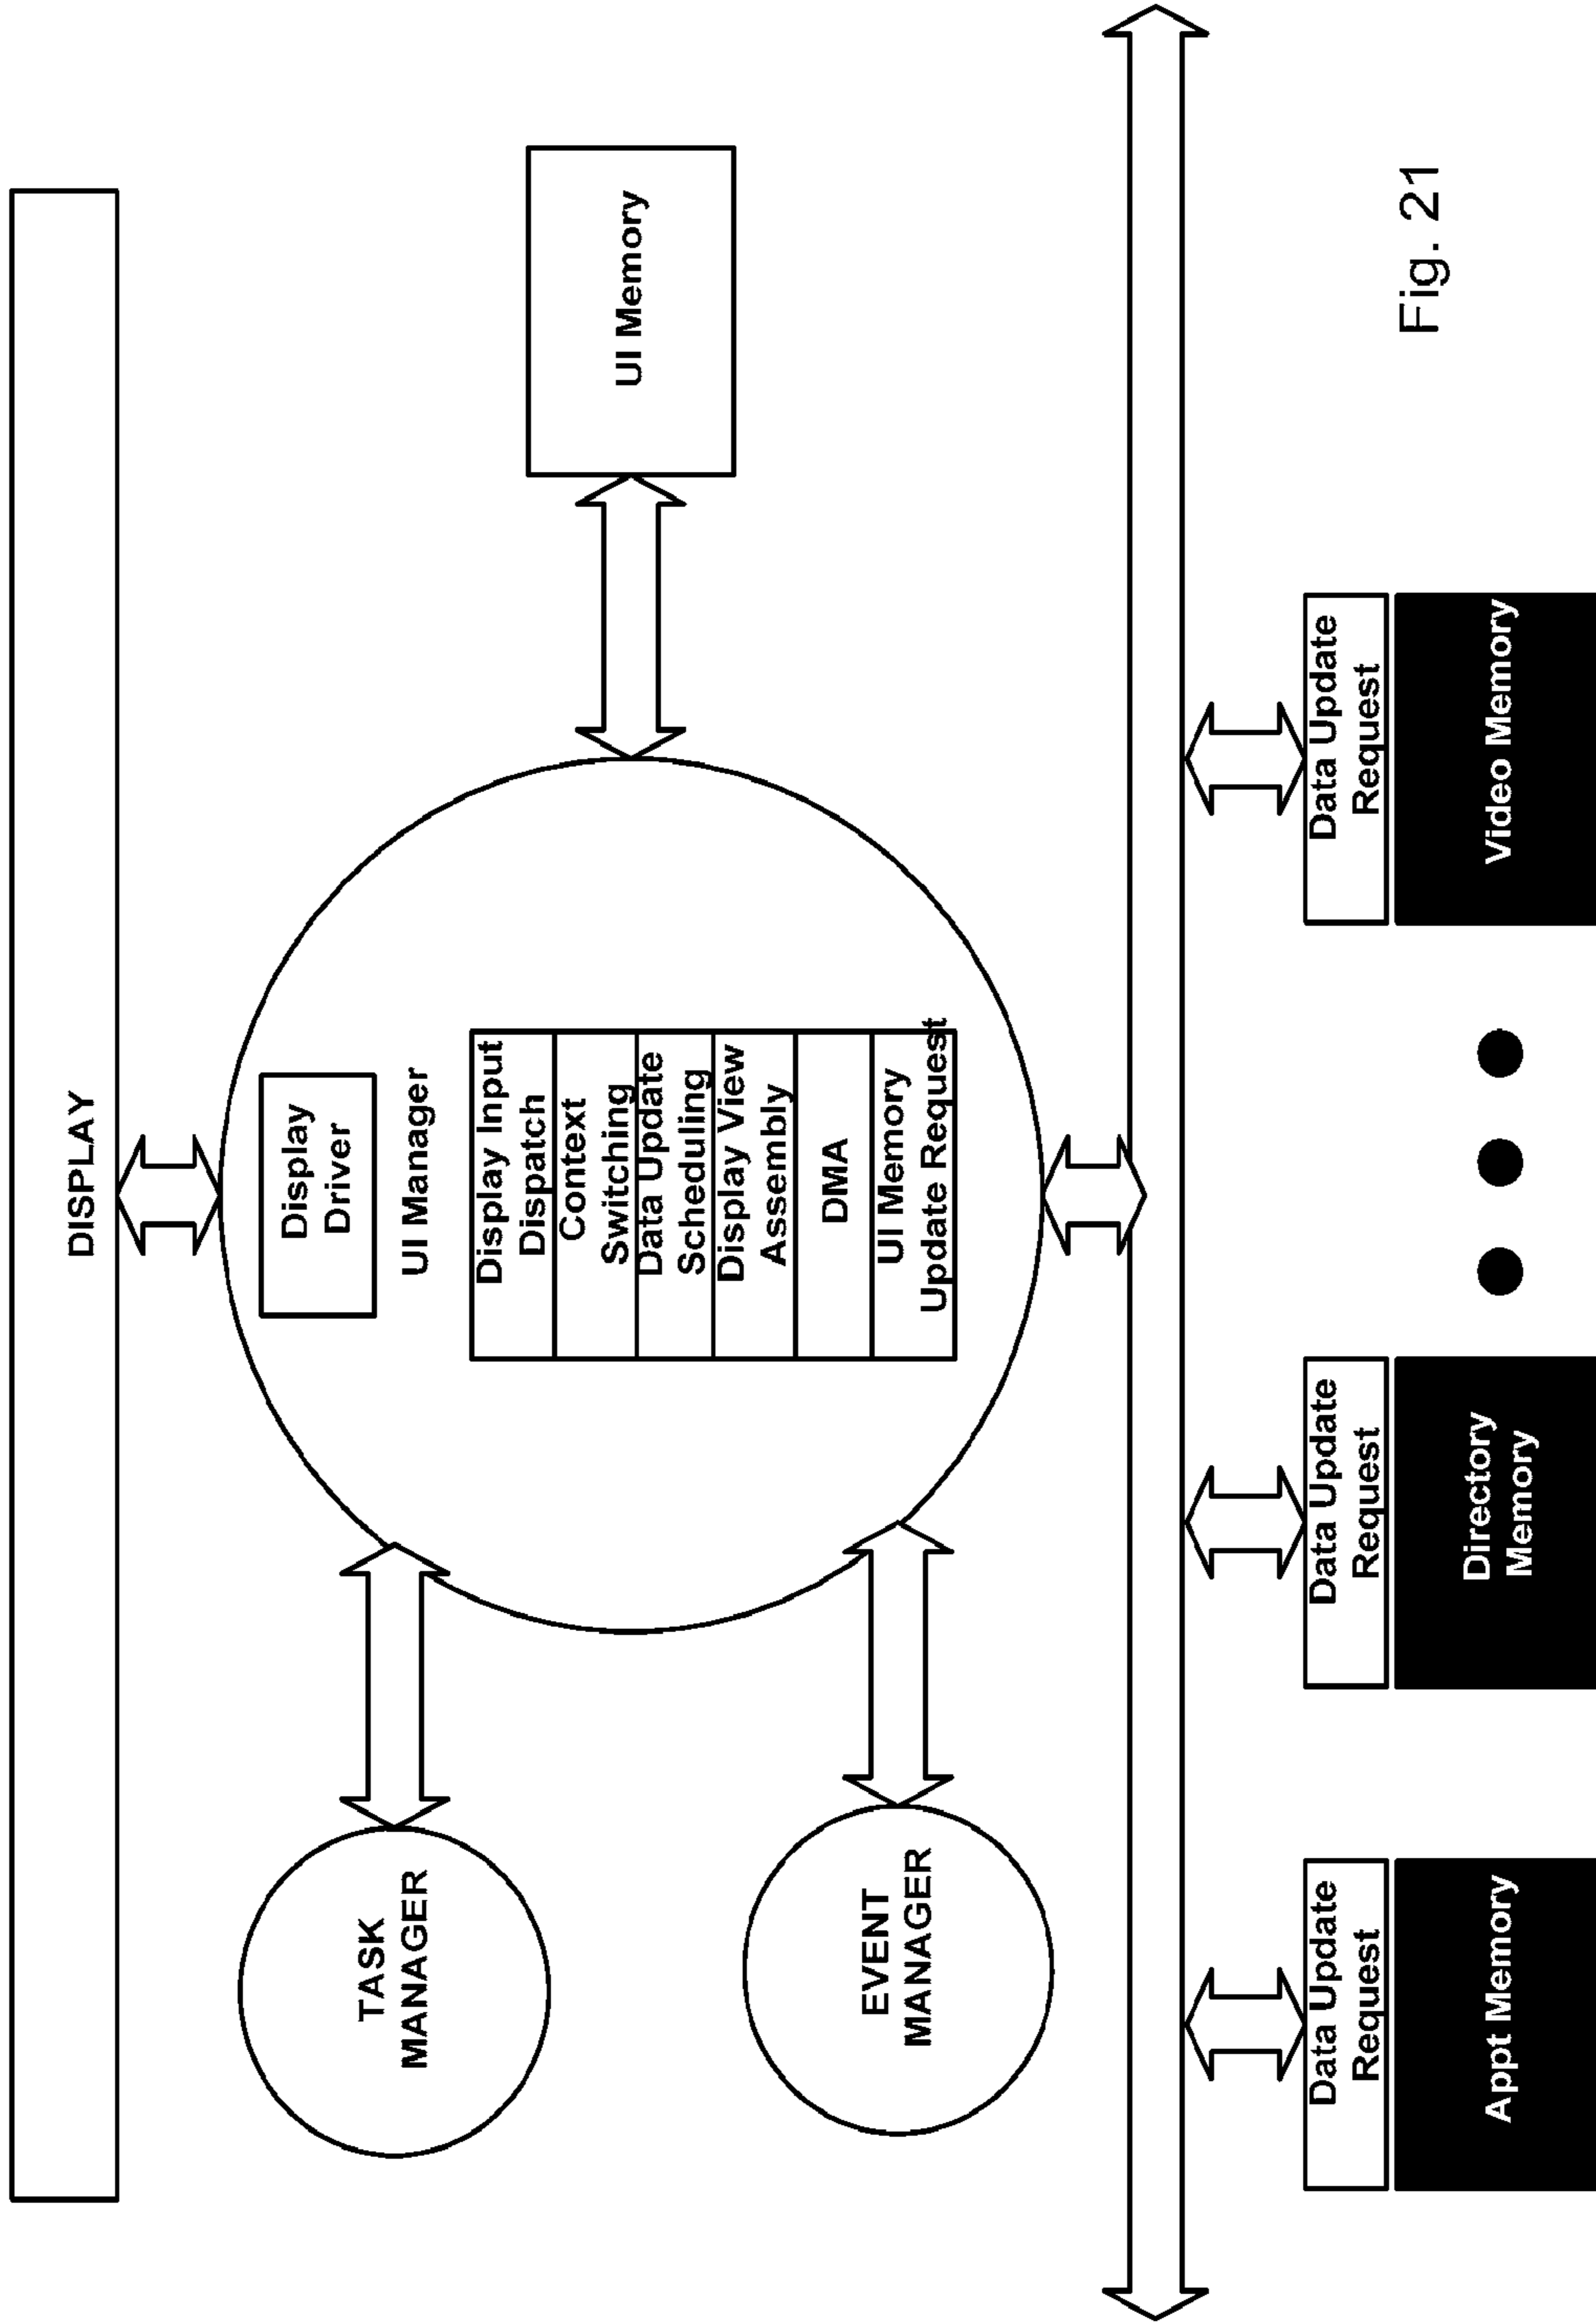 DISPLAY
Display
Driver
UI Manager
TASK
MANAGER
Display Input
Dispatch
Context
Switching
Data Update
Scheduling
Display View
Assembly
DMA
UI Memory
Update Request
UI Memory
EVENT
MANAGER
Data Update
Request
Appt Memory
Data Update
Request
Directory
Memory
Data Update
Request
Video Memory
Fig. 21